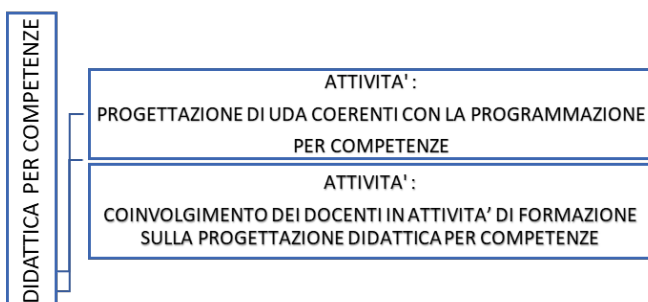 DIDATTICA PER COMPETENZE
ATTIVITA' :
PROGETTAZIONE DI UDA COERENTI CON LA PROGRAMMAZIONE
PER COMPETENZE
ATTIVITA' :
COINVOLGIMENTO DEI DOCENTI IN ATTIVITA’ DI FORMAZIONE
SULLA PROGETTAZIONE DIDATTICA PER COMPETENZE